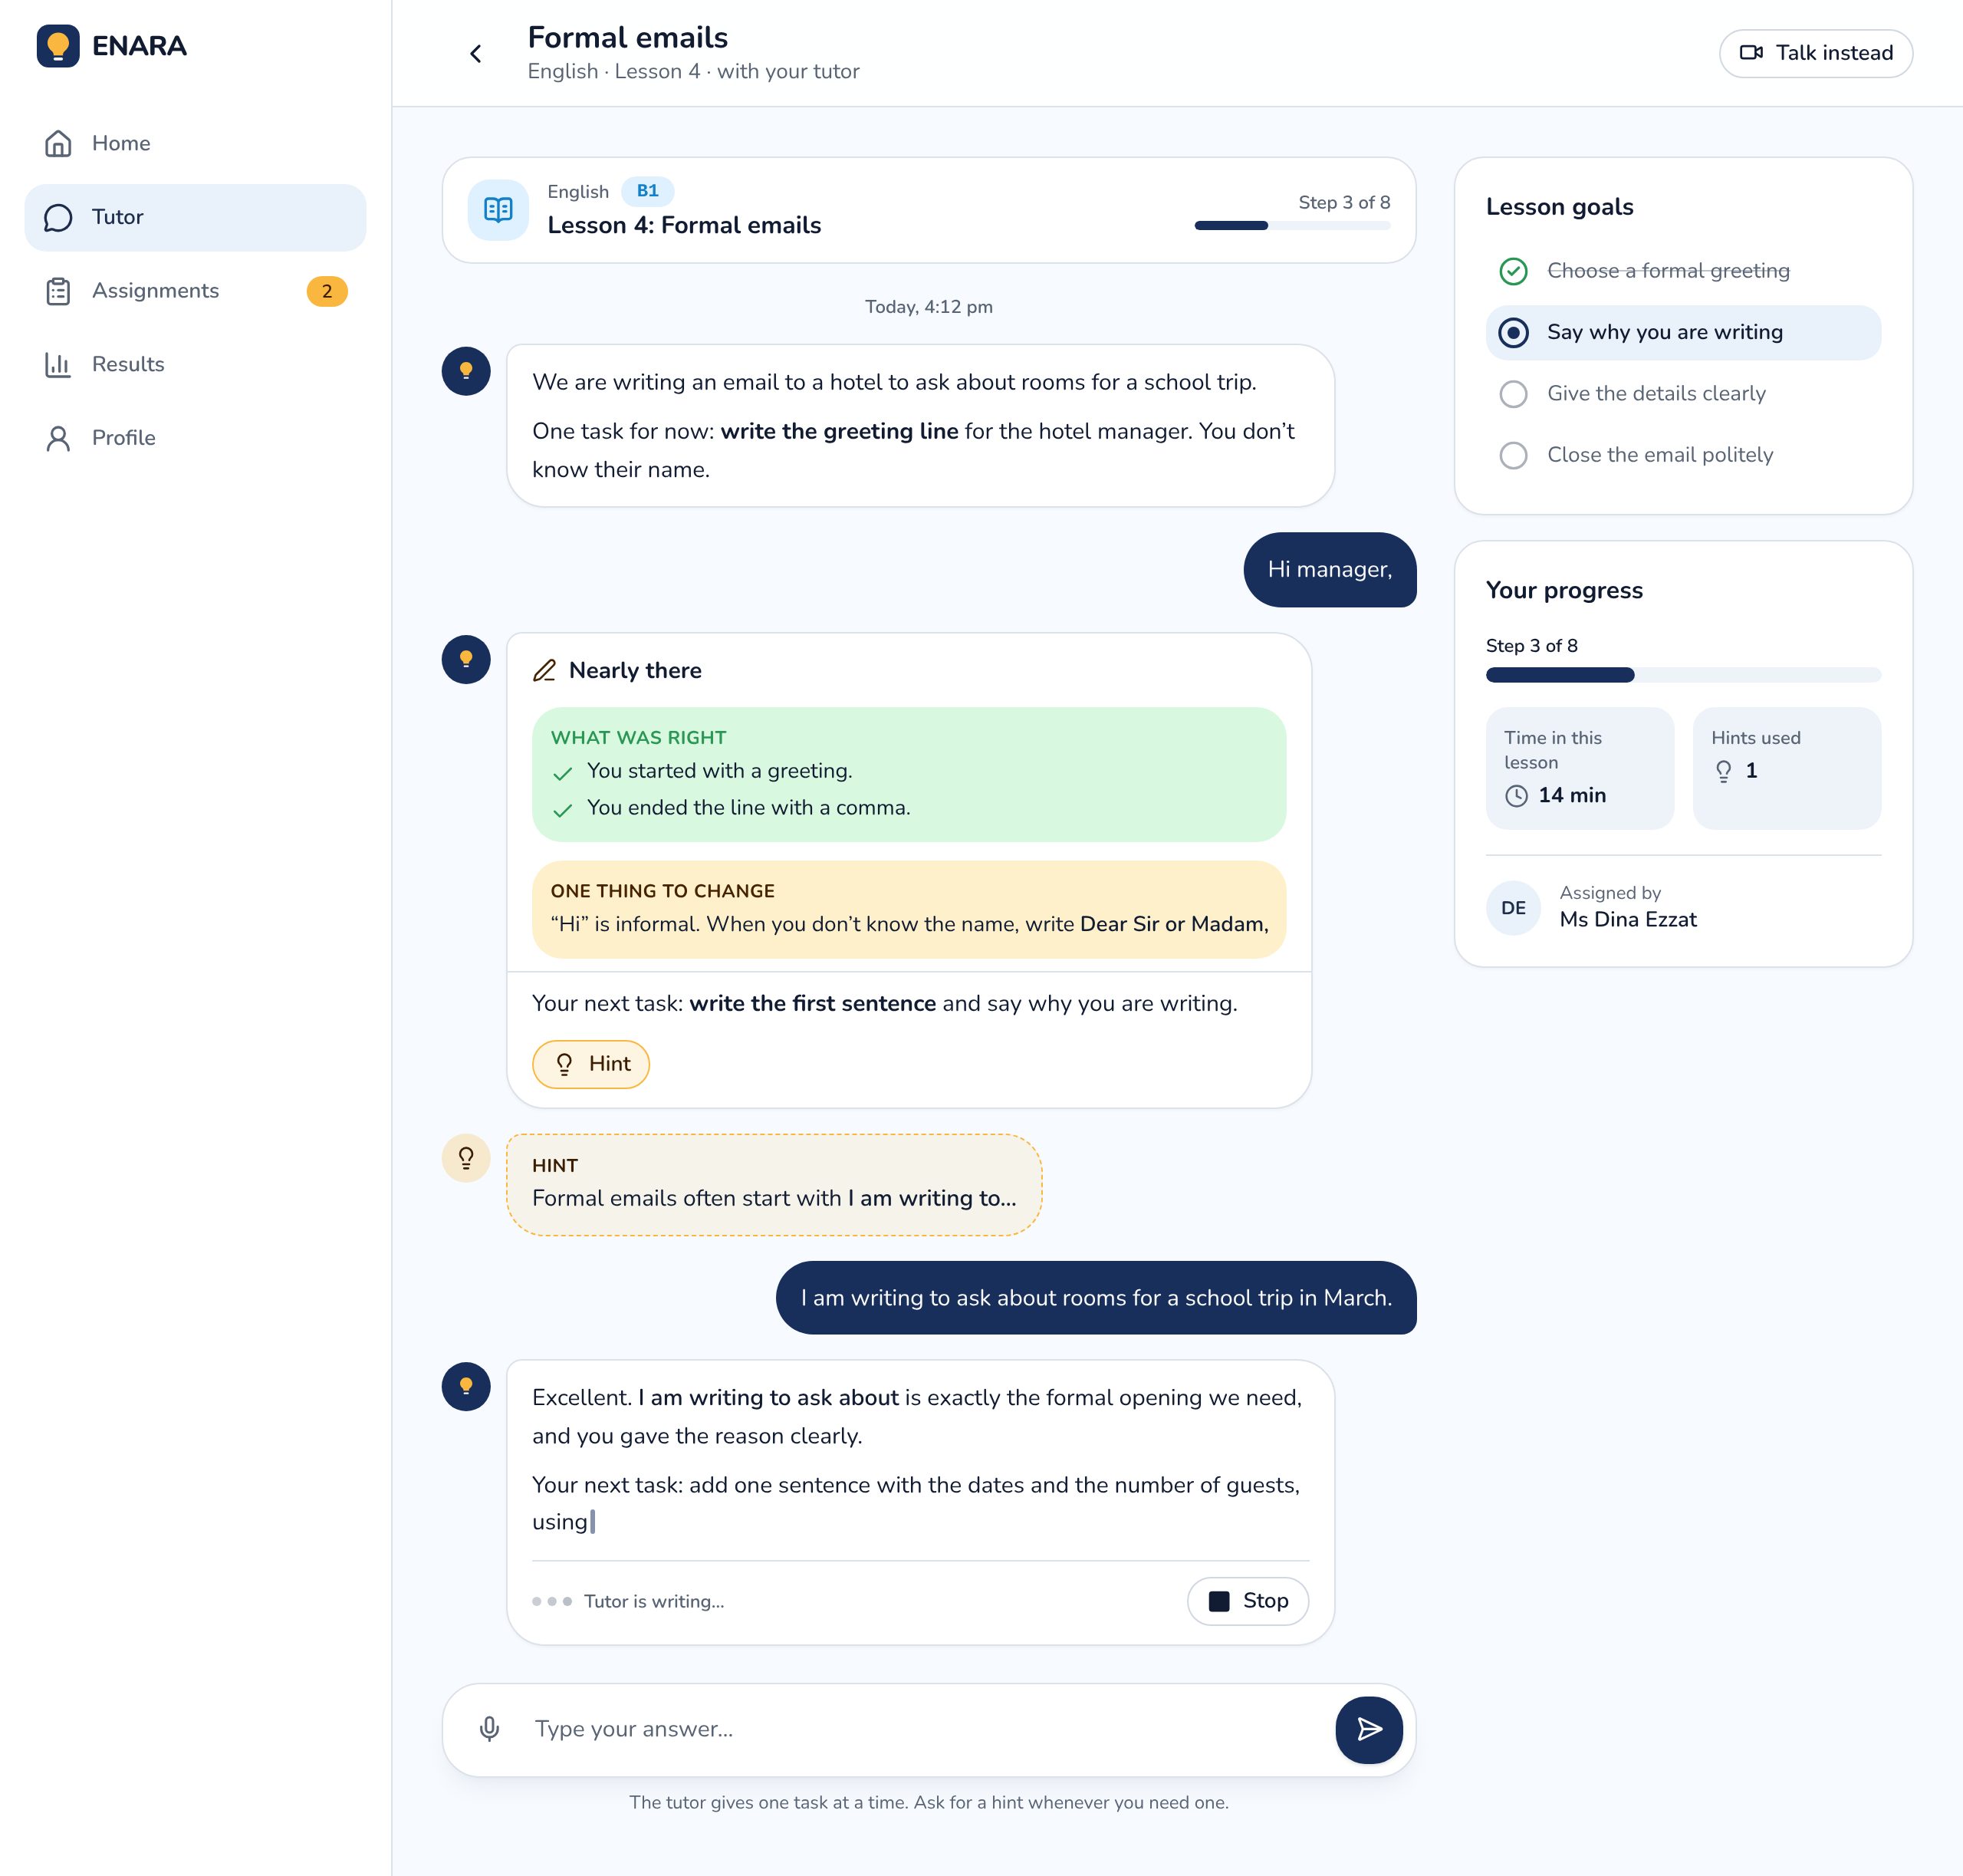 ENARA
Home
Tutor
Assignments
2
Results
Profile
Formal emails
English · Lesson 4 · with your tutor
Talk instead
English
B1
Lesson 4: Formal emails
Step 3 of 8
Today, 4:12 pm
We are writing an email to a hotel to ask about rooms for a school trip.
One task for now: write the greeting line for the hotel manager. You don’t
know their name.
Hi manager,
Nearly there
WHAT WAS RIGHT
You started with a greeting.
You ended the line with a comma.
ONE THING TO CHANGE
“Hi” is informal. When you don’t know the name, write Dear Sir or Madam,
Your next task: write the first sentence and say why you are writing.
Hint
HINT
Formal emails often start with I am writing to…
I am writing to ask about rooms for a school trip in March.
Excellent. I am writing to ask about is exactly the formal opening we need,
and you gave the reason clearly.
Your next task: add one sentence with the dates and the number of guests,
using
Tutor is writing…
Stop
Type your answer…
The tutor gives one task at a time. Ask for a hint whenever you need one.
Lesson goals
Choose a formal greeting
Say why you are writing
Give the details clearly
Close the email politely
Your progress
Step 3 of 8
Time in this
lesson
14 min
Hints used
1
DE
Assigned by
Ms Dina Ezzat